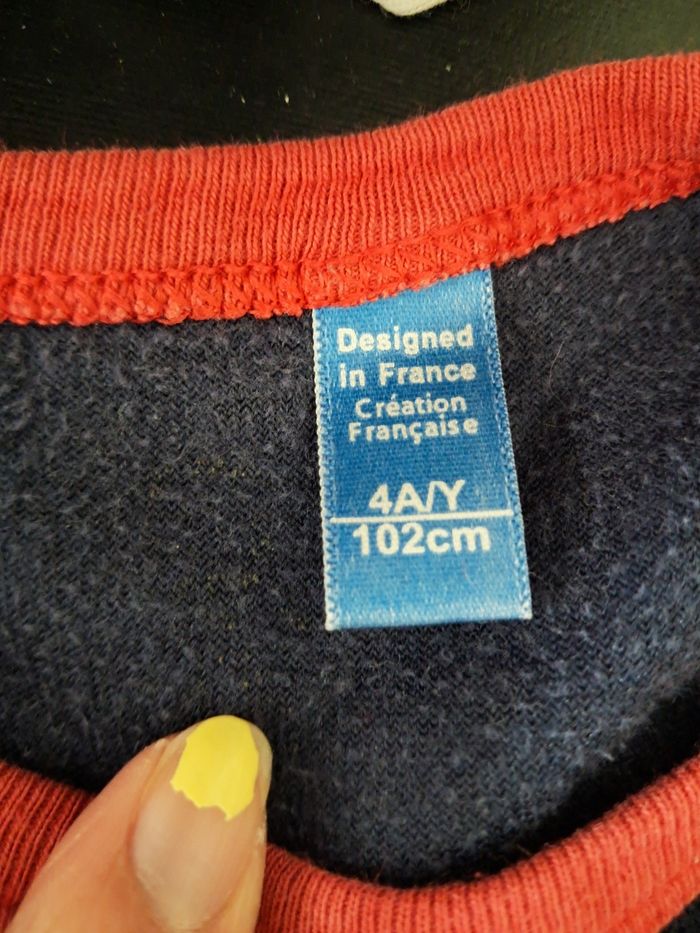 Designed
in France
Création
Française
4A/Y
102cm